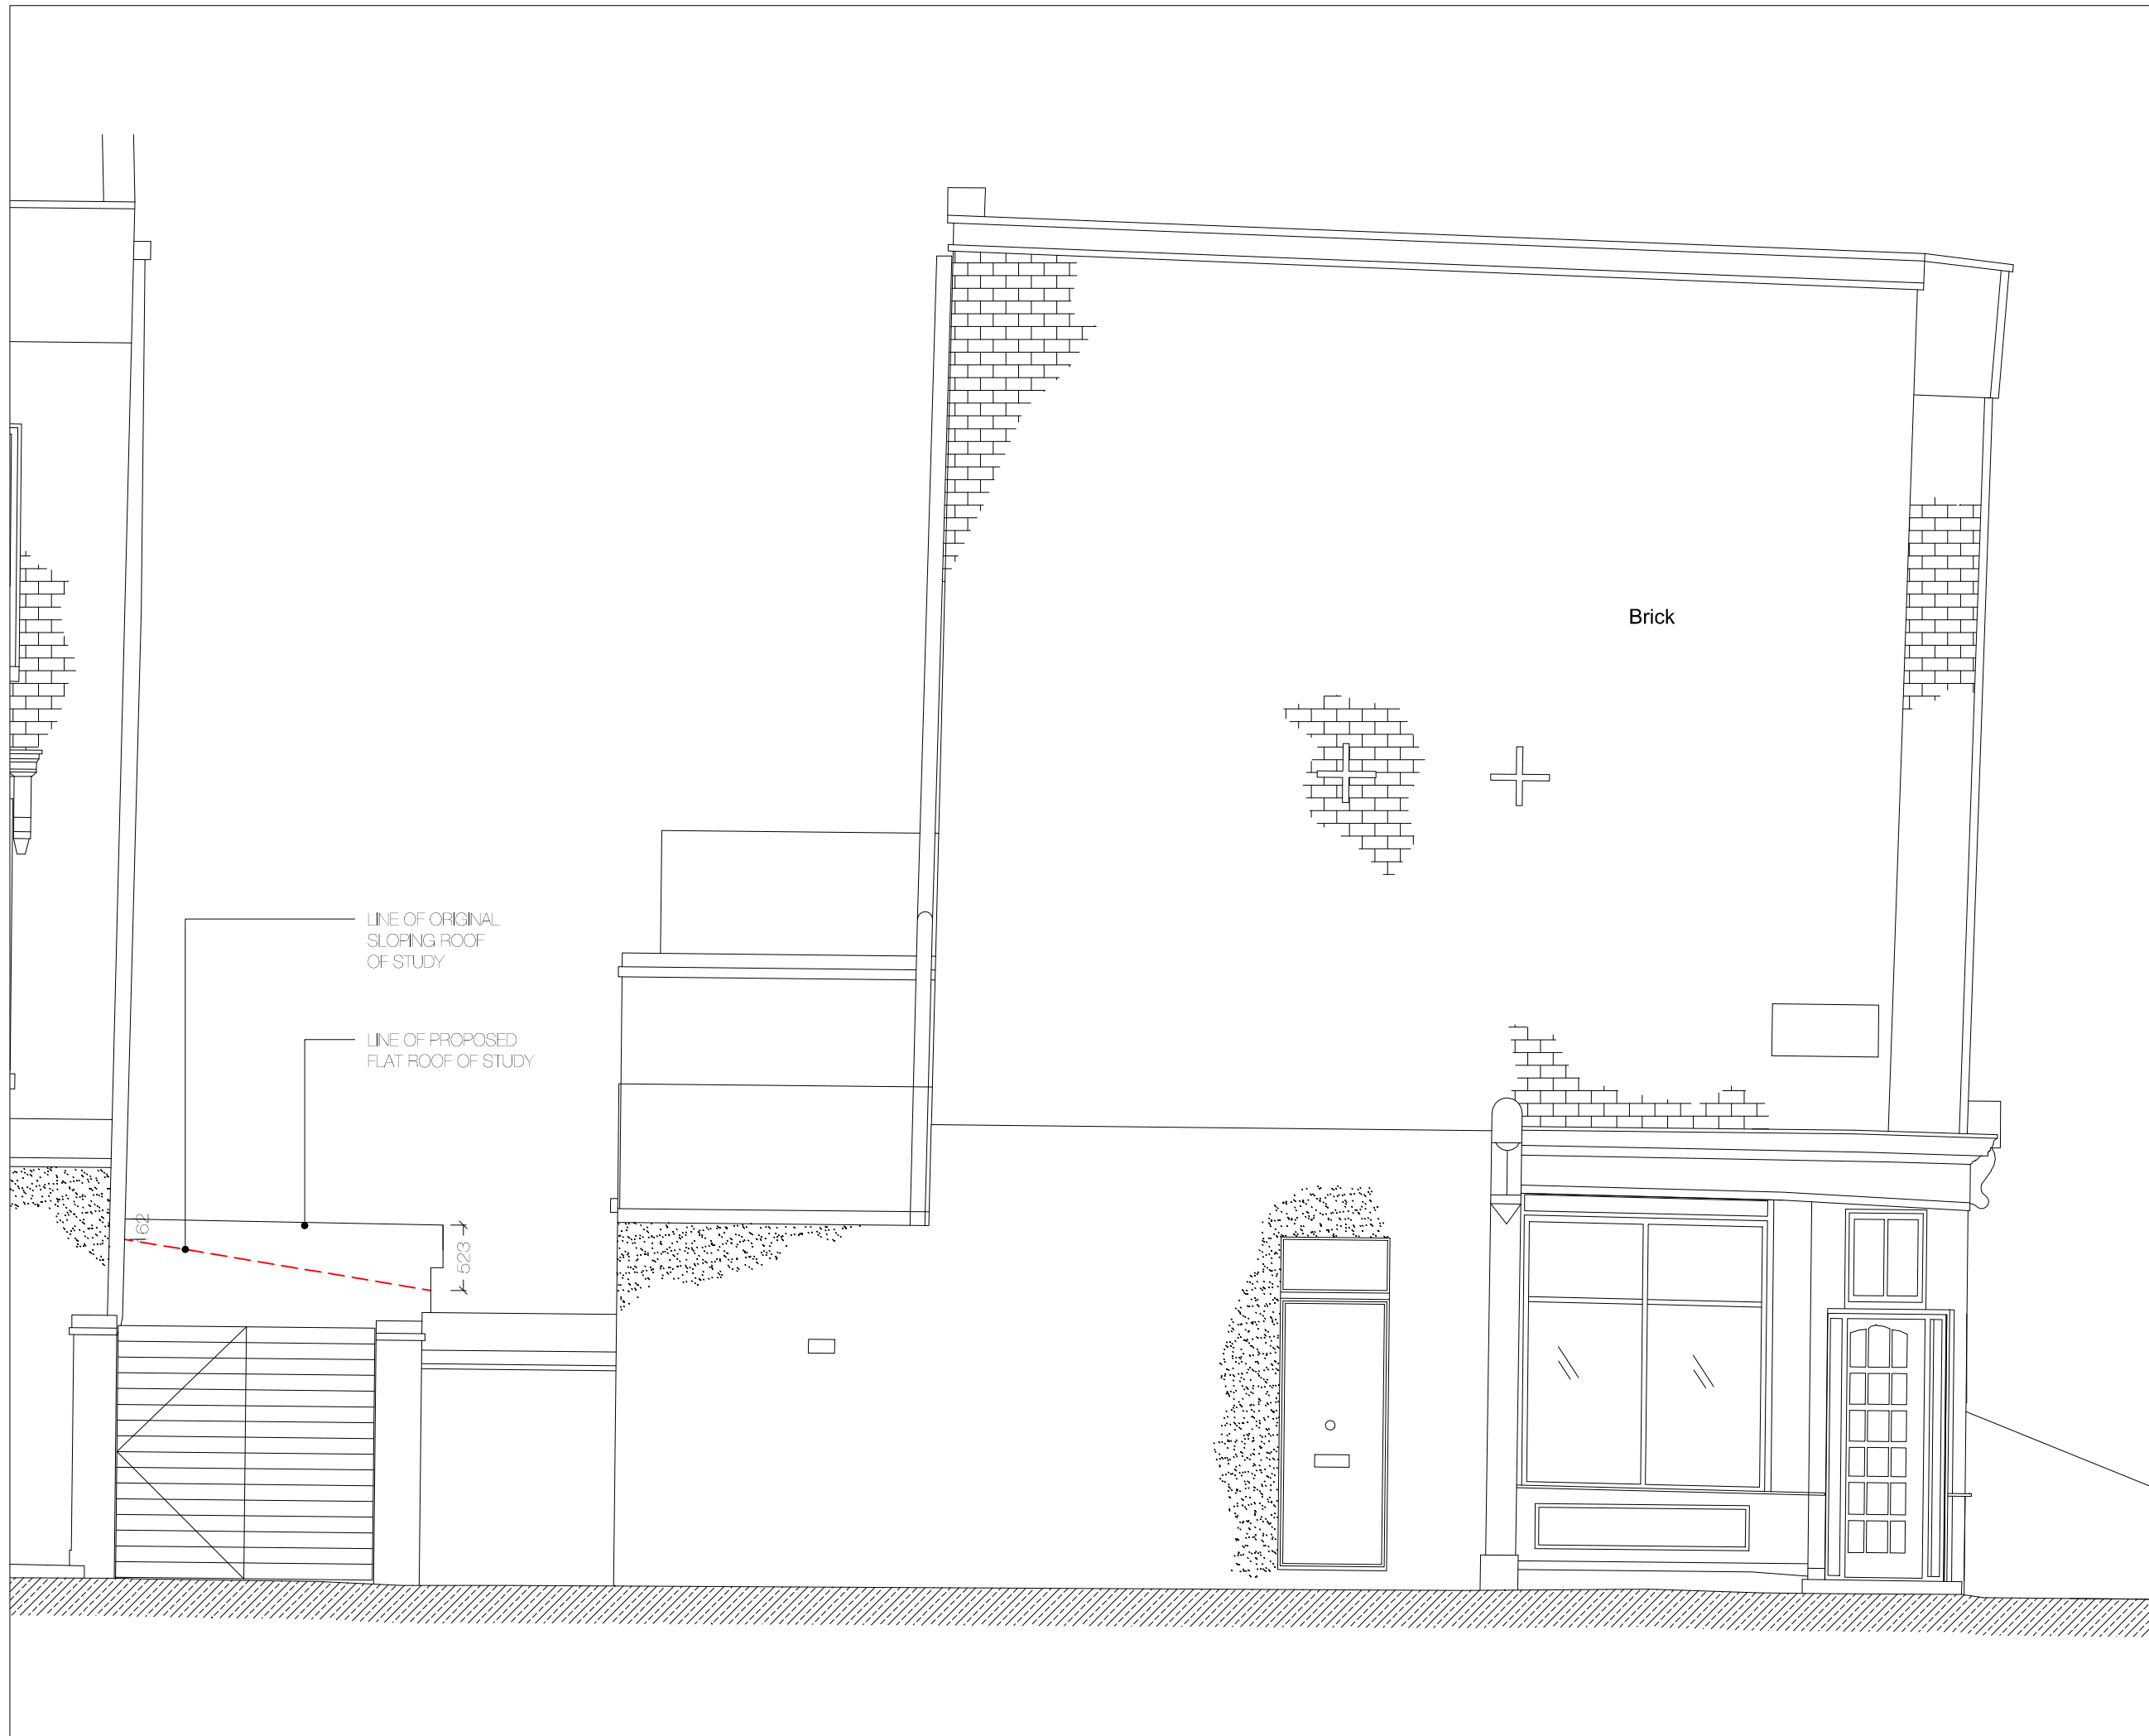 Brick
LINE OF ORIGINAL
SLOPING ROOF
OF STUDY
LINE OF PROPOSED
FLAT ROOF OF STUDY
162
523